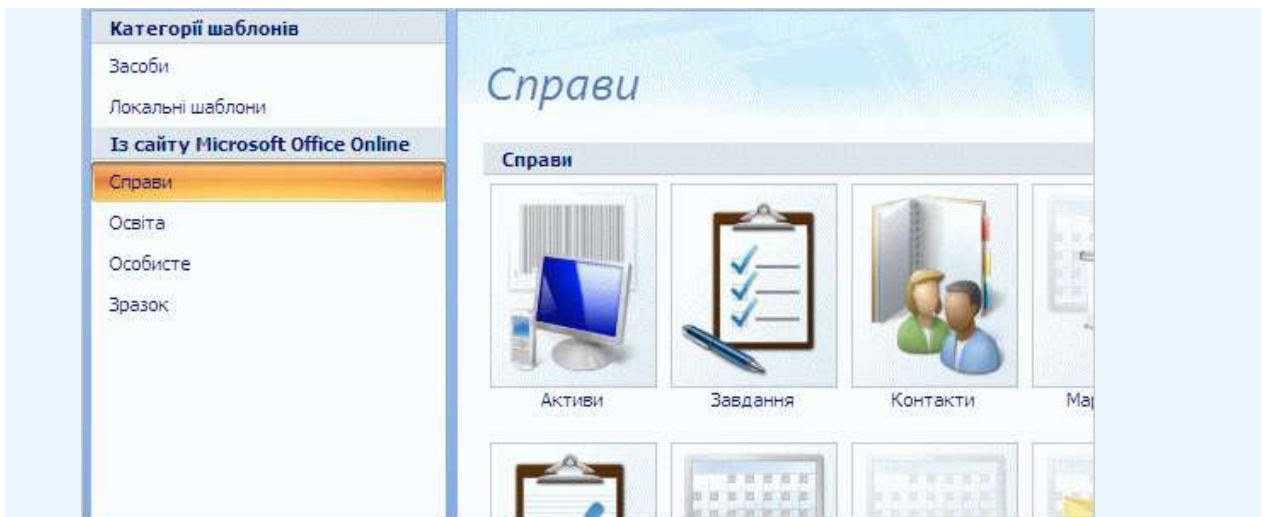 Категорії шаблонів
Засоби
Локальні шаблони
Із сайту Microsoft Office Online
Справи
Освіта
Особисте
Зразок
Справи
Справи
Активи
Завдання
Контакти